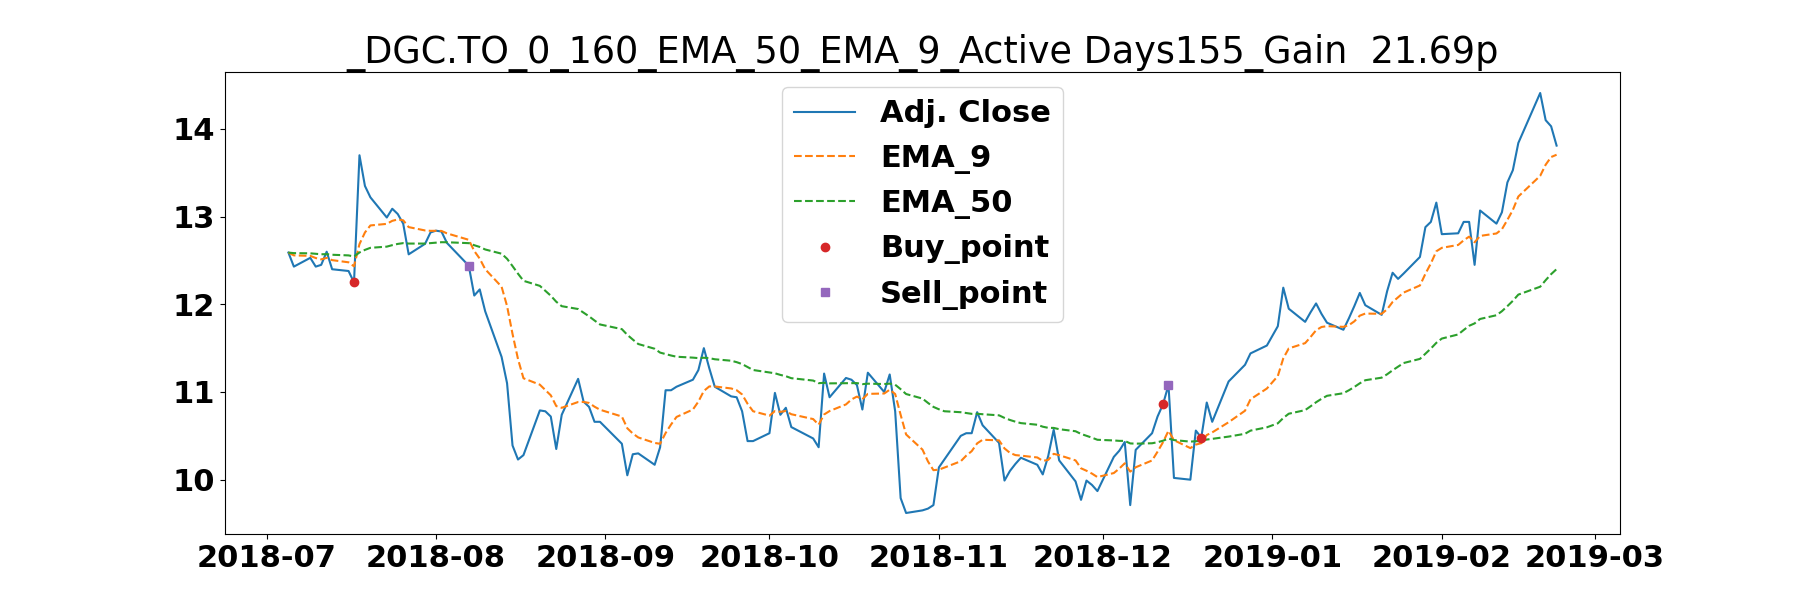 _DGC.TO_0_160_EMA_50_EMA_9_Active Days155_Gain  21.69p
Adj. Close
EMA_9
EMA_50
Buy_point
Sell_point
14
13
12
11
10
2018-07 2018-08 2018-09 2018-10 2018-11 2018-12 2019-01 2019-02 2019-03